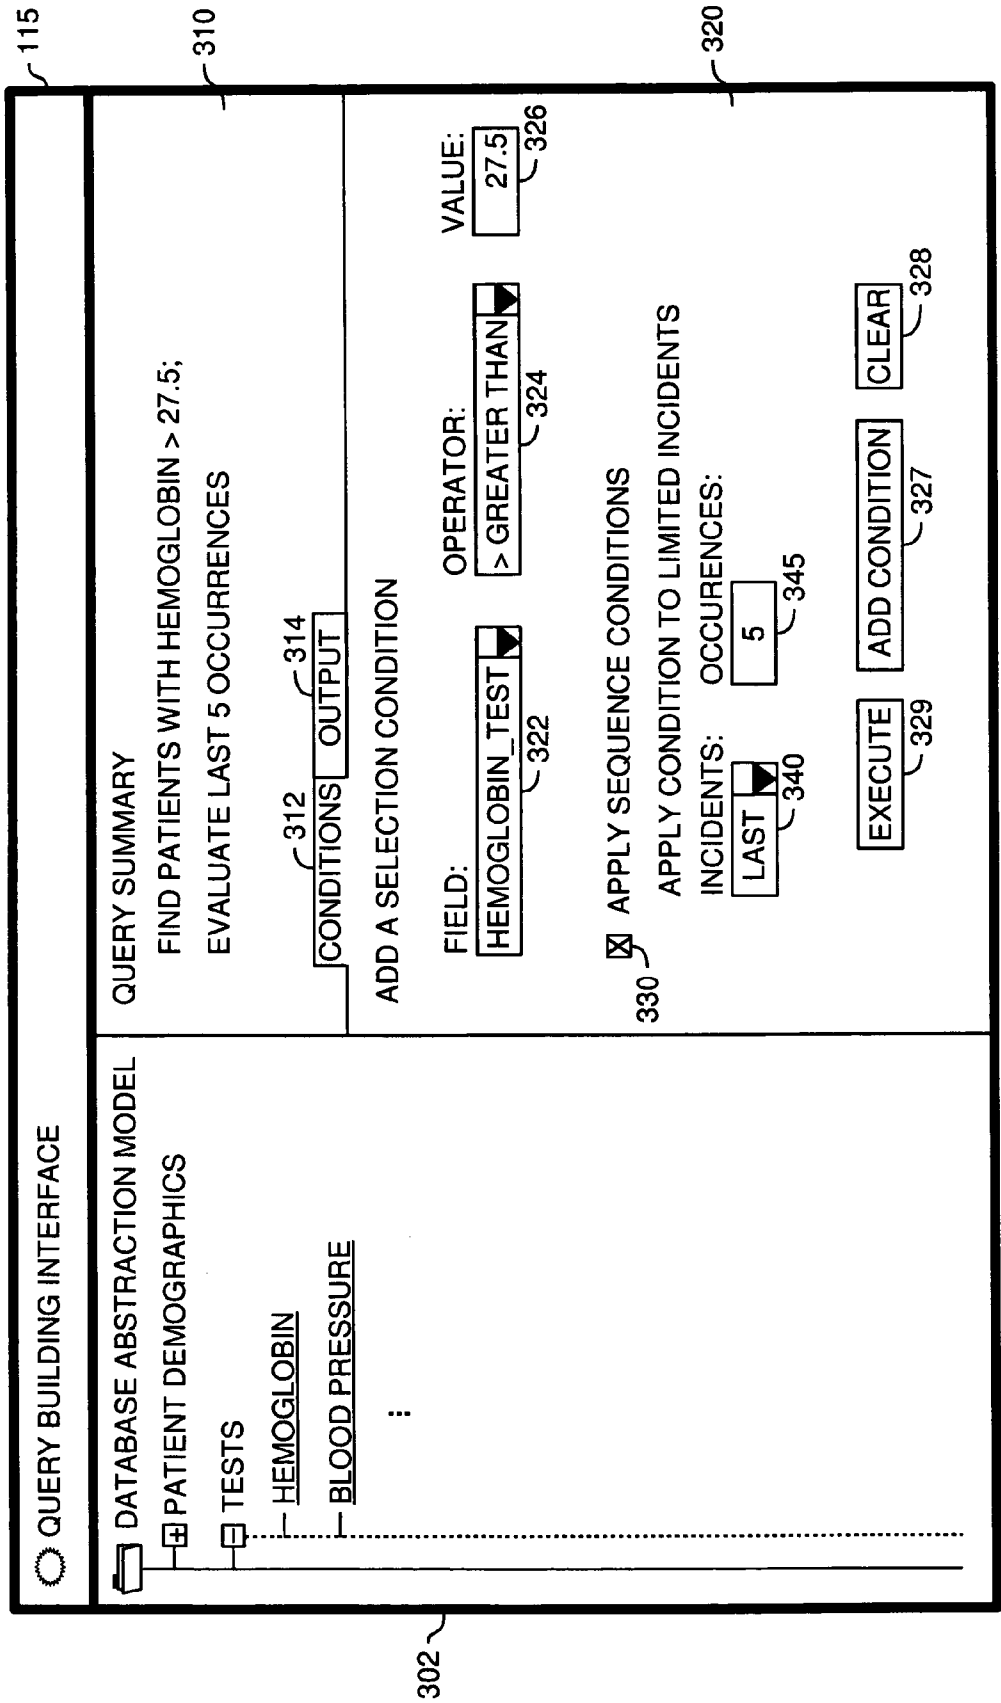 115
QUERY BUILDING INTERFACE
302
DATABASE ABSTRACTION MODEL
+ PATIENT DEMOGRAPHICS
- TESTS
HEMOGLOBIN
BLOOD PRESSURE
...
310
QUERY SUMMARY
FIND PATIENTS WITH HEMOGLOBIN > 27.5;
EVALUATE LAST 5 OCCURRENCES
312 314
CONDITIONS OUTPUT
320
ADD A SELECTION CONDITION
FIELD: OPERATOR: VALUE:
HEMOGLOBIN_TEST > GREATER THAN 27.5
322 324 326
330
X APPLY SEQUENCE CONDITIONS
APPLY CONDITION TO LIMITED INCIDENTS
INCIDENTS: OCCURENCES:
LAST 5
340 345
EXECUTE ADD CONDITION CLEAR
329 327 328